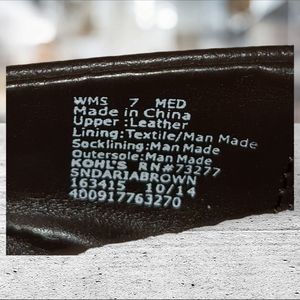 WMS 7 MED
Made in China
Upper:Leather
Lining:Textile/Man Made
Socklining:Man Made
Outersole:Man Made
KOHL'S RN#73277
SNDARIABROWN
163415 10/14
400917763270